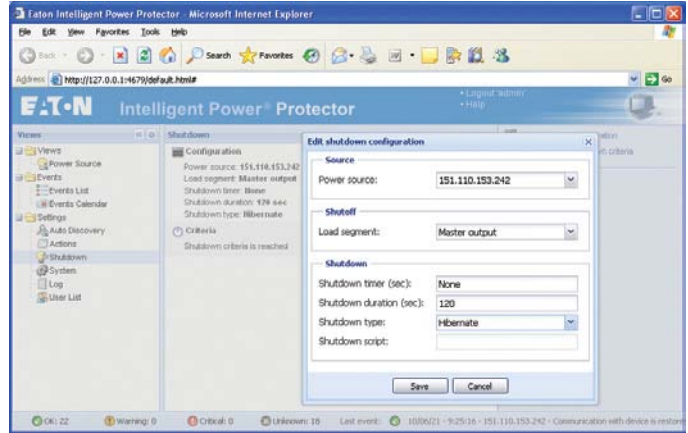 Eaton Intelligent Power Protector - Microsoft Internet Explorer
File Edit View Favorites Tools Help
Back Search Favorites
Address http://127.0.0.1:4679/default.html# Go
EATON Intelligent Power® Protector
Logout 'admin'
Help
Views
Views
Power Source
Events
Events List
Events Calendar
Settings
Auto Discovery
Actions
Shutdown
System
Log
User List
Shutdown
Configuration
Power source: 151.110.153.242
Load segment: Master output
Shutdown timer: None
Shutdown duration: 120 sec
Shutdown type: Hibernate
Criteria
Shutdown criteria is reached
Edit shutdown configuration
Source
Power source: 151.110.153.242
Shutoff
Load segment: Master output
Shutdown
Shutdown timer (sec): None
Shutdown duration (sec): 120
Shutdown type: Hibernate
Shutdown script:
Save Cancel
criteria
OK: 22 Warning: 0 Critical: 0 Unknown: 18 Last event: 10/06/21 - 9:25:16 - 151.110.153.242 - Communication with device is restore